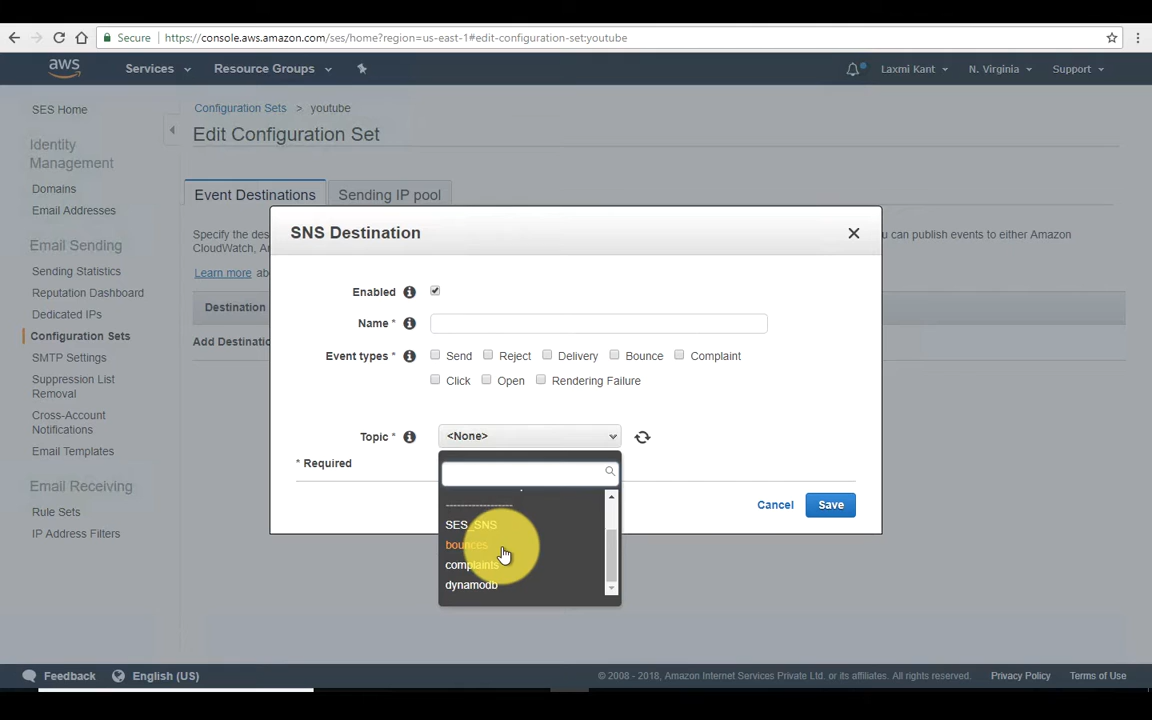 Secure https://console.aws.amazon.com/ses/home?region=us-east-1#edit-configuration-set:youtube
aws Services Resource Groups Laxmi Kant N. Virginia Support
SES Home
Identity
Management
Domains
Email Addresses
Email Sending
Sending Statistics
Reputation Dashboard
Dedicated IPs
Configuration Sets
SMTP Settings
Suppression List
Removal
Cross-Account
Notifications
Email Templates
Email Receiving
Rule Sets
IP Address Filters
Configuration Sets > youtube
Edit Configuration Set
Event Destinations Sending IP pool
Specify the des u can publish events to either Amazon
CloudWatch, A
Learn more ab
Destination
Add Destinatio
SNS Destination
Enabled
Name *
Event types * Send Reject Delivery Bounce Complaint
Click Open Rendering Failure
Topic * <None>
* Required
------------------
SES_SNS
bounces
complaints
dynamodb
Cancel Save
Feedback English (US) © 2008 - 2018, Amazon Internet Services Private Ltd. or its affiliates. All rights reserved. Privacy Policy Terms of Use